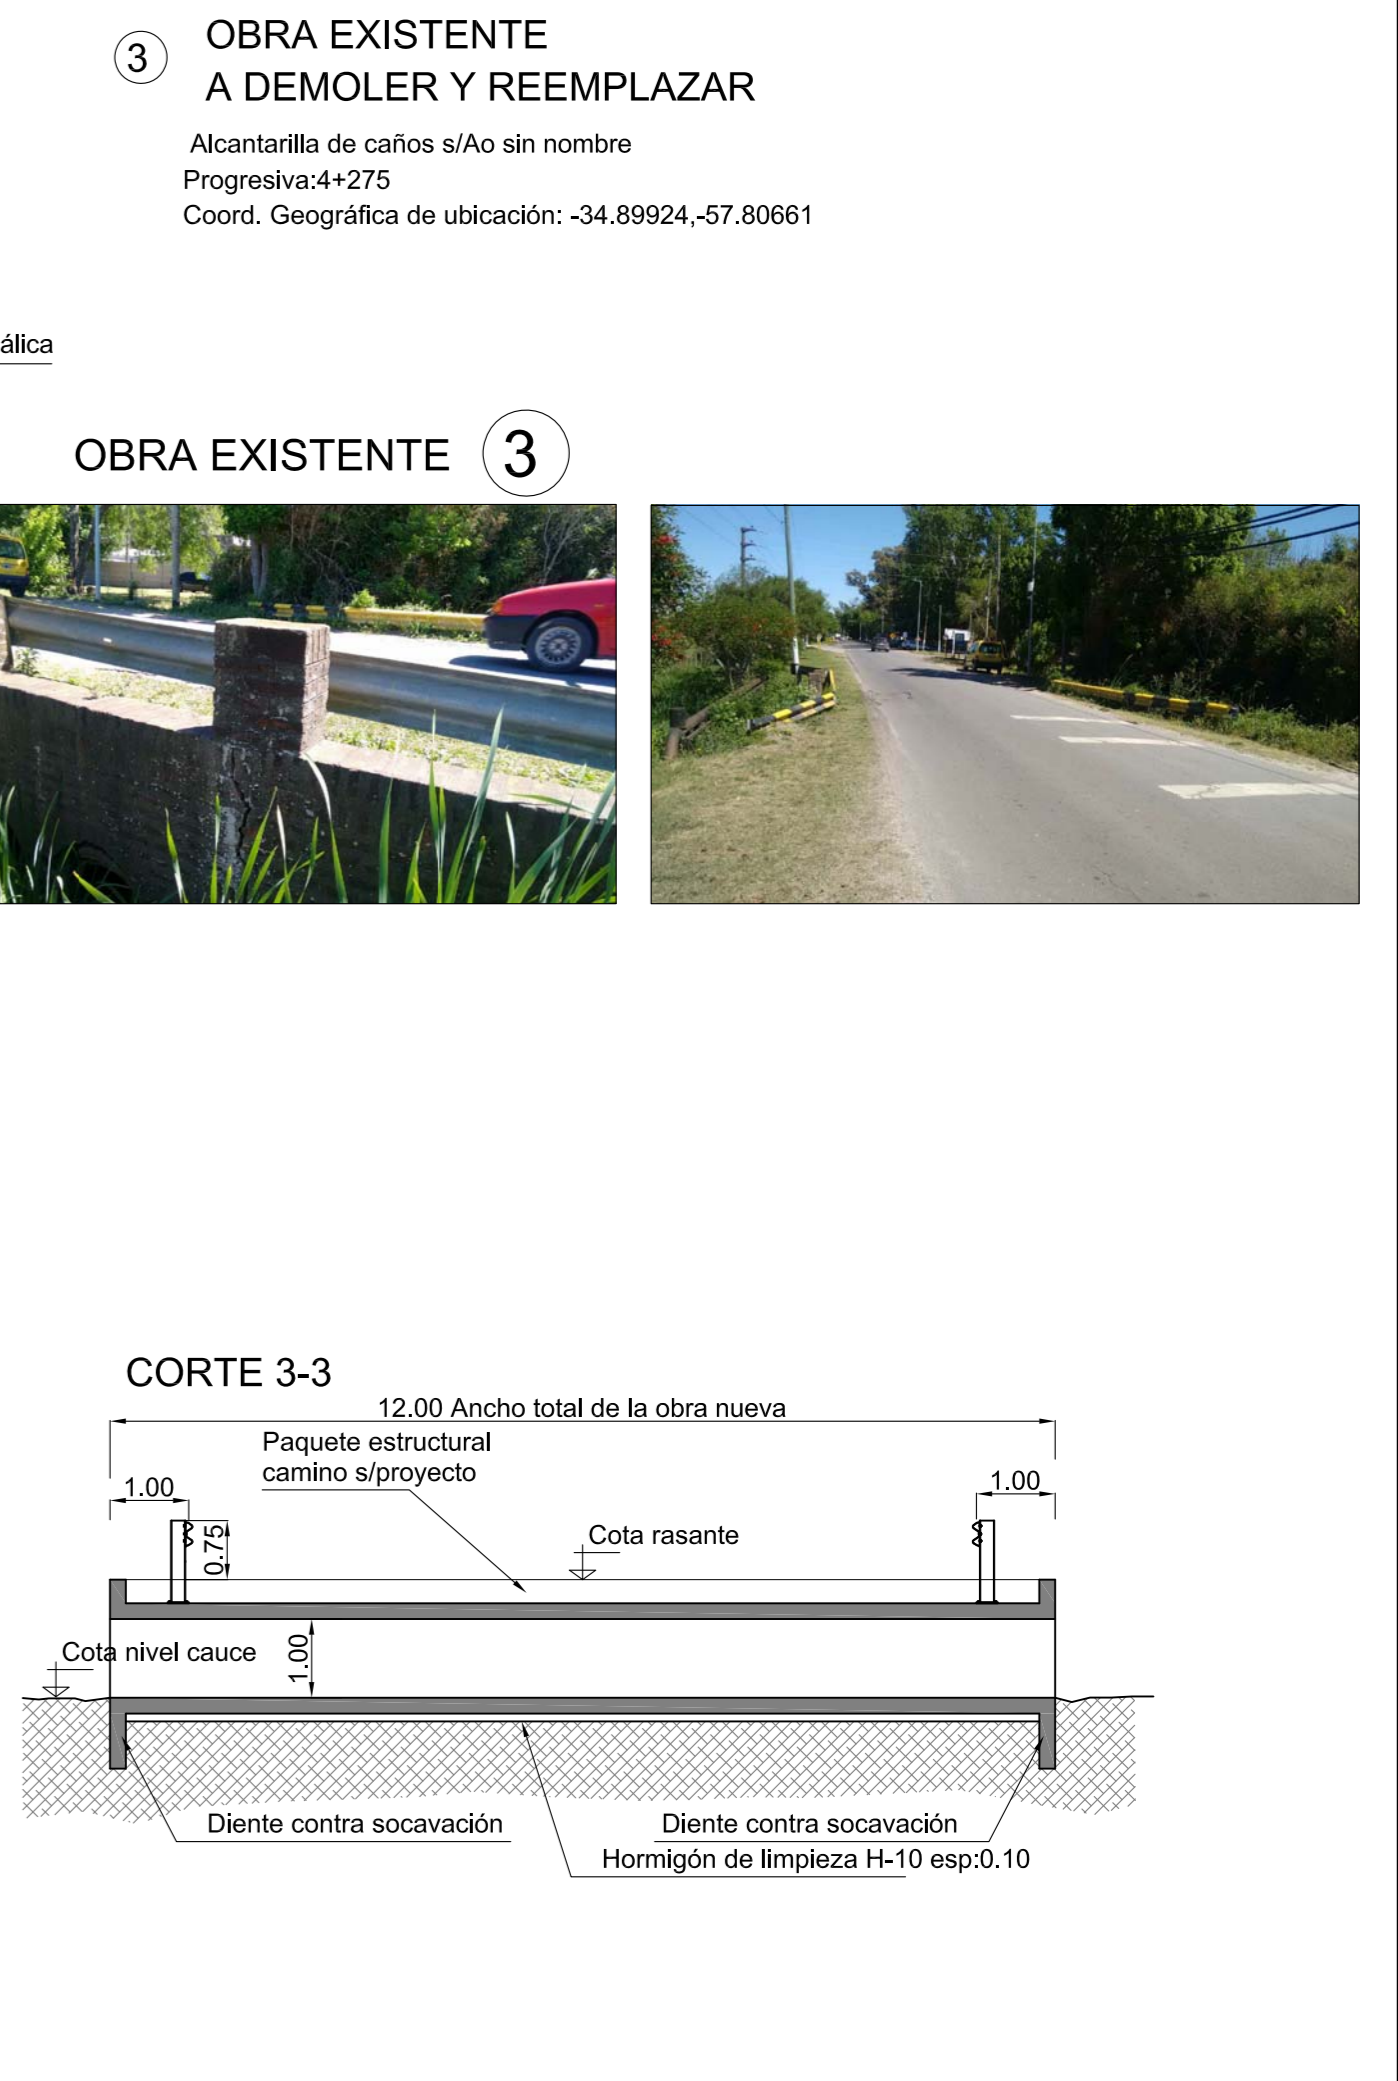 3
OBRA EXISTENTE
A DEMOLER Y REEMPLAZAR
Alcantarilla de caños s/Ao sin nombre
Progresiva:4+275
Coord. Geográfica de ubicación: -34.89924,-57.80661
álica
OBRA EXISTENTE 3
CORTE 3-3
12.00 Ancho total de la obra nueva
Paquete estructural
camino s/proyecto
1.00
1.00
0.75
Cota rasante
Cota nivel cauce
1.00
Diente contra socavación
Diente contra socavación
Hormigón de limpieza H-10 esp:0.10